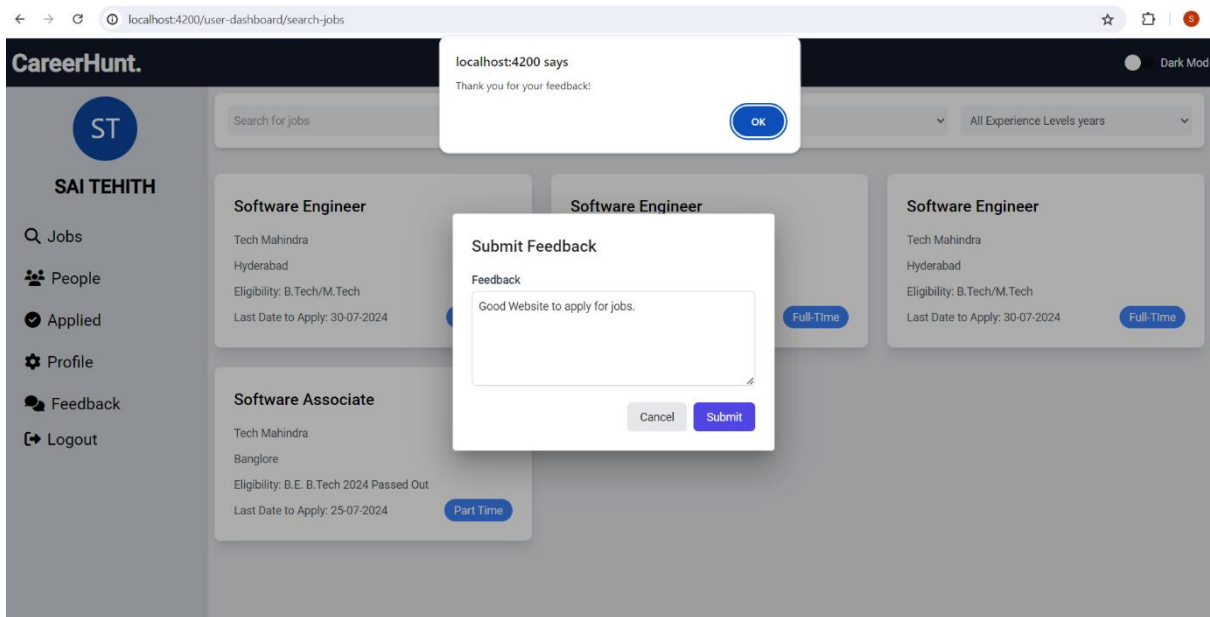 localhost:4200/user-dashboard/search-jobs
S
CareerHunt.
Dark Mod
localhost:4200 says
Thank you for your feedback!
OK
ST
SAI TEHITH
Jobs
People
Applied
Profile
Feedback
Logout
Search for jobs
All Experience Levels years
Software Engineer
Tech Mahindra
Hyderabad
Eligibility: B.Tech/M.Tech
Last Date to Apply: 30-07-2024
Software Engineer
Full-TIme
Software Engineer
Tech Mahindra
Hyderabad
Eligibility: B.Tech/M.Tech
Last Date to Apply: 30-07-2024
Full-TIme
Submit Feedback
Feedback
Good Website to apply for jobs.
Cancel
Submit
Software Associate
Tech Mahindra
Banglore
Eligibility: B.E. B.Tech 2024 Passed Out
Last Date to Apply: 25-07-2024
Part Time